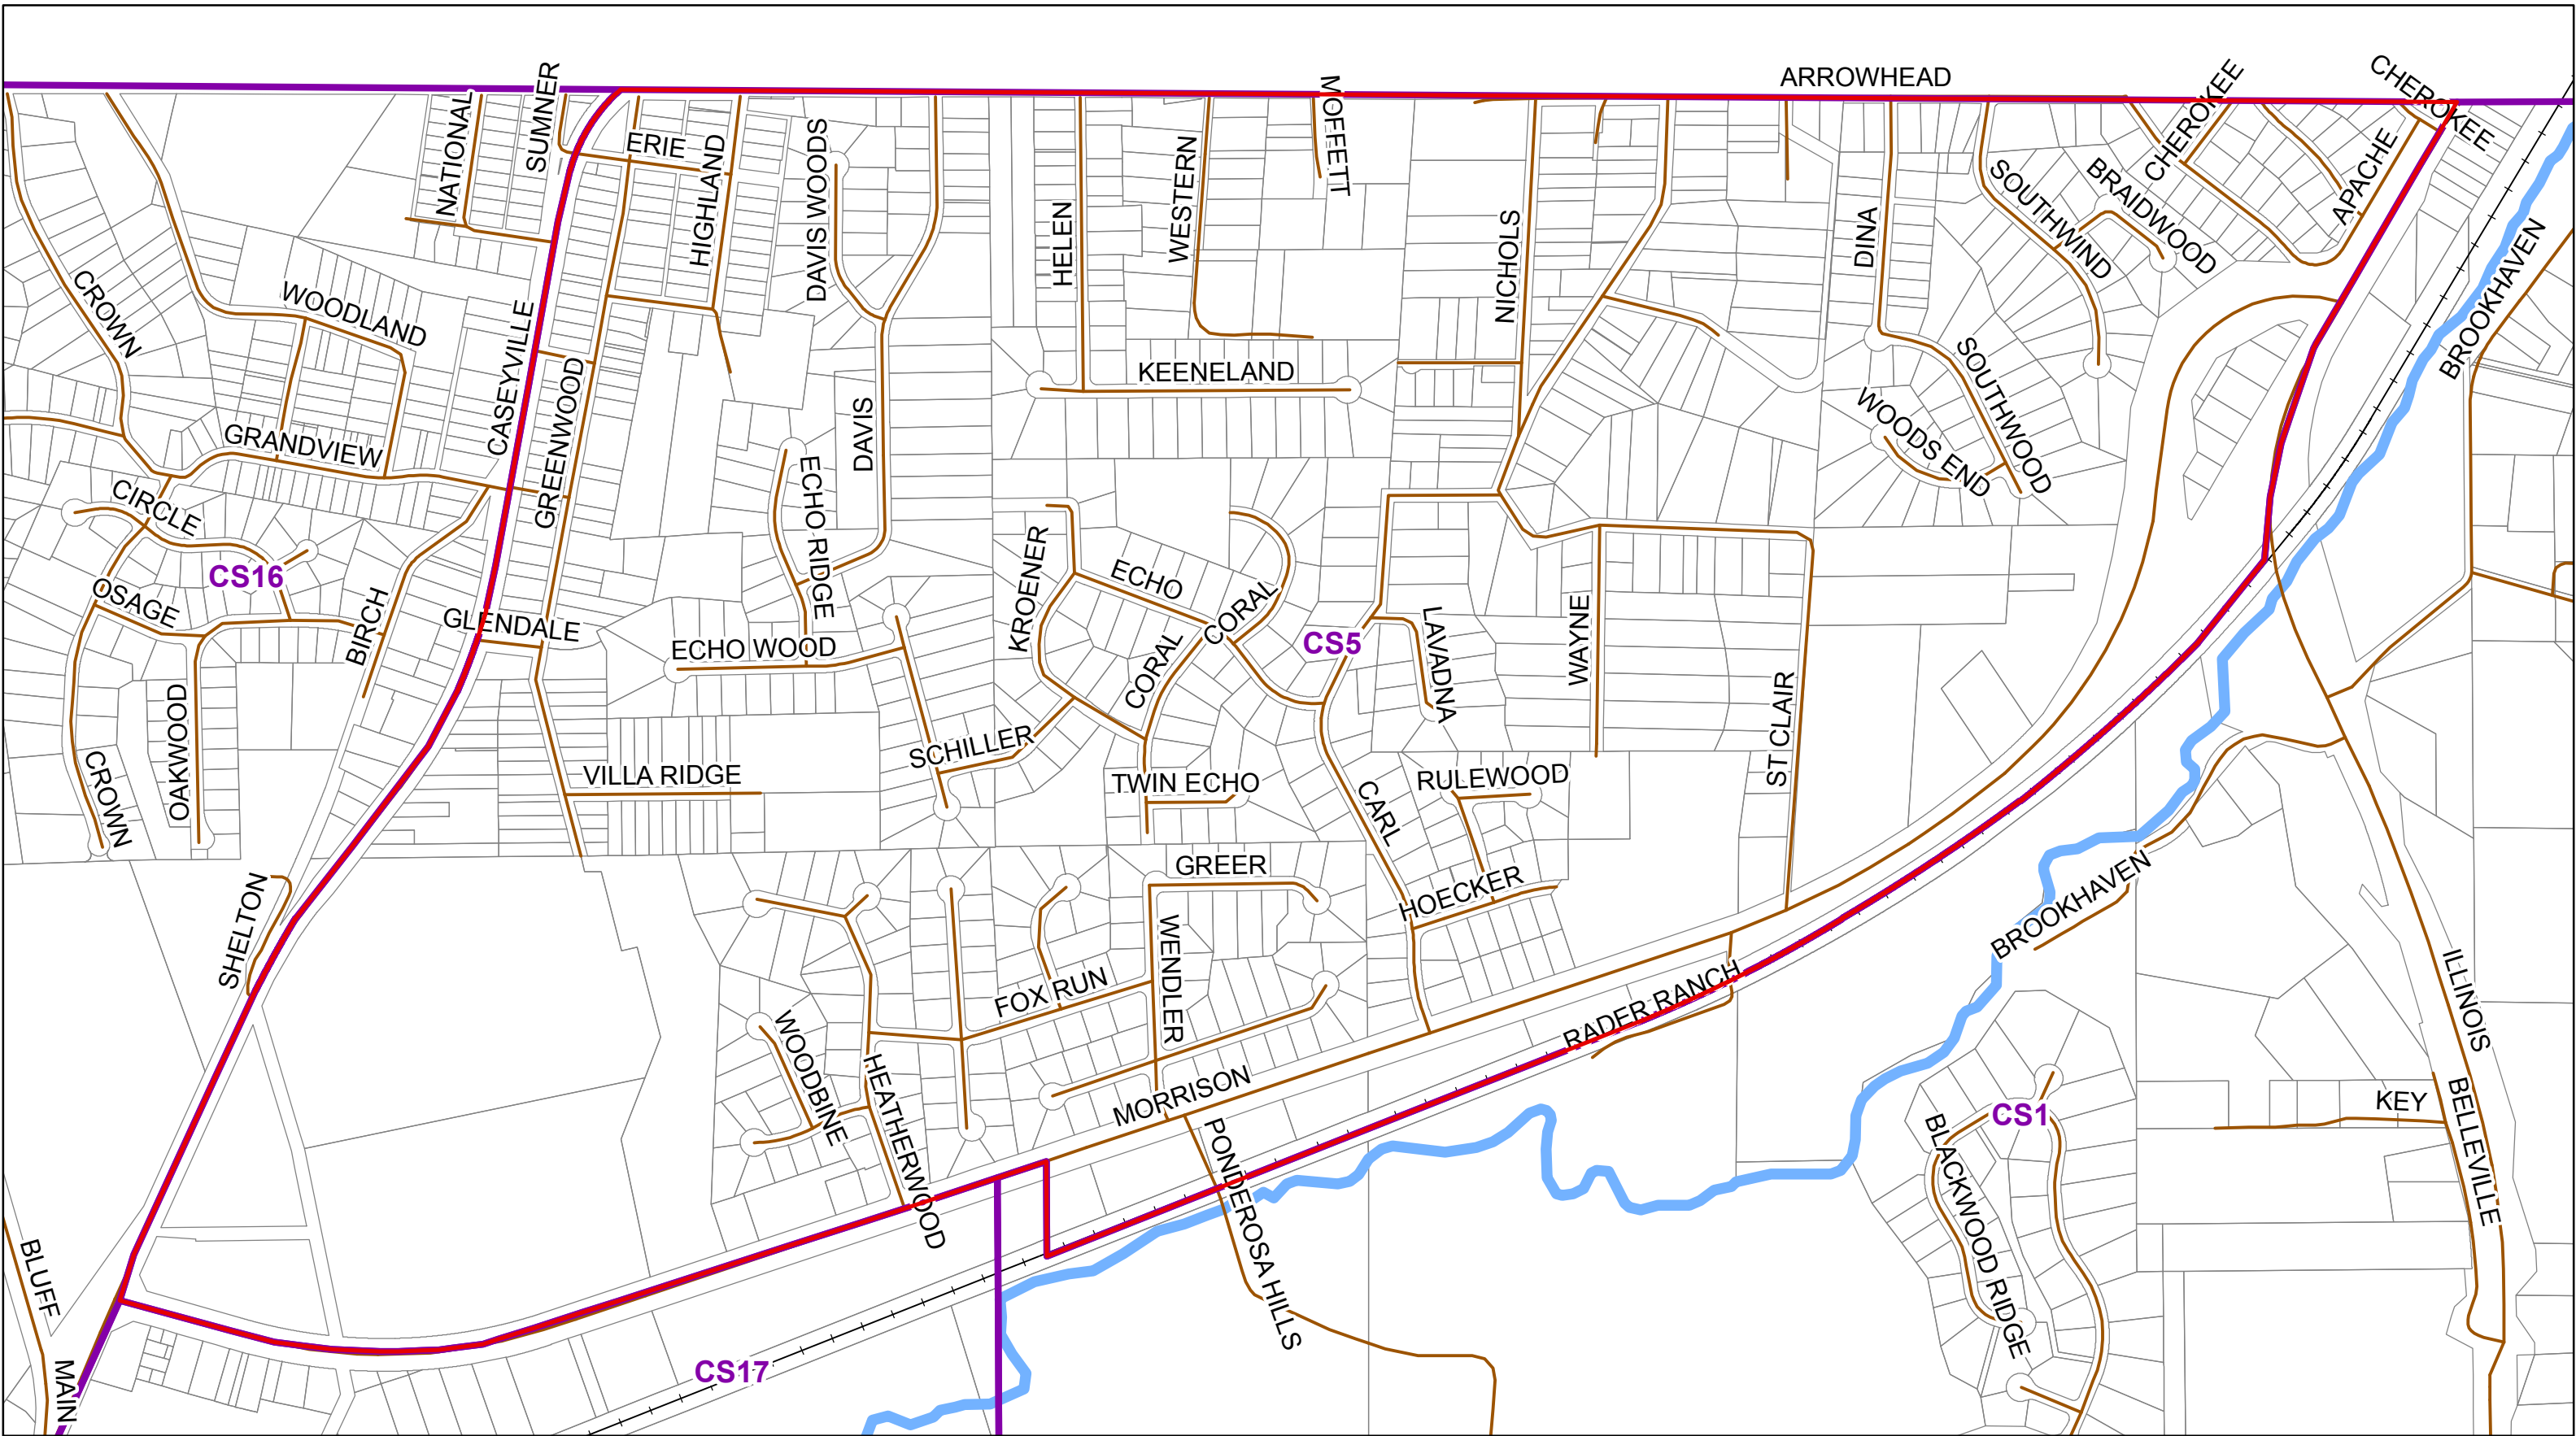 ARROWHEAD
CHEROKEE
CHEROKEE
MOFFETT
SUMNER
NATIONAL
ERIE
HIGHLAND
DAVIS WOODS
HELEN
WESTERN
NICHOLS
DINA
SOUTHWIND
BRAIDWOOD
APACHE
BROOKHAVEN
CROWN
WOODLAND
CASEYVILLE
GREENWOOD
KEENELAND
DAVIS
GRANDVIEW
SOUTHWOOD
WOODS END
CIRCLE
ECHO RIDGE
CS16
OSAGE
BIRCH
GLENDALE
ECHO WOOD
KROENER
ECHO
CORAL
CORAL
CS5
LAVADNA
WAYNE
ST CLAIR
OAKWOOD
CROWN
VILLA RIDGE
SCHILLER
TWIN ECHO
CARL
RULEWOOD
HOECKER
GREER
SHELTON
WENDLER
FOX RUN
WOODBINE
HEATHERWOOD
MORRISON
RADER RANCH
PONDEROSA HILLS
BROOKHAVEN
ILLINOIS
BELLEVILLE
KEY
CS1
BLACKWOOD RIDGE
BLUFF
MAIN
CS17